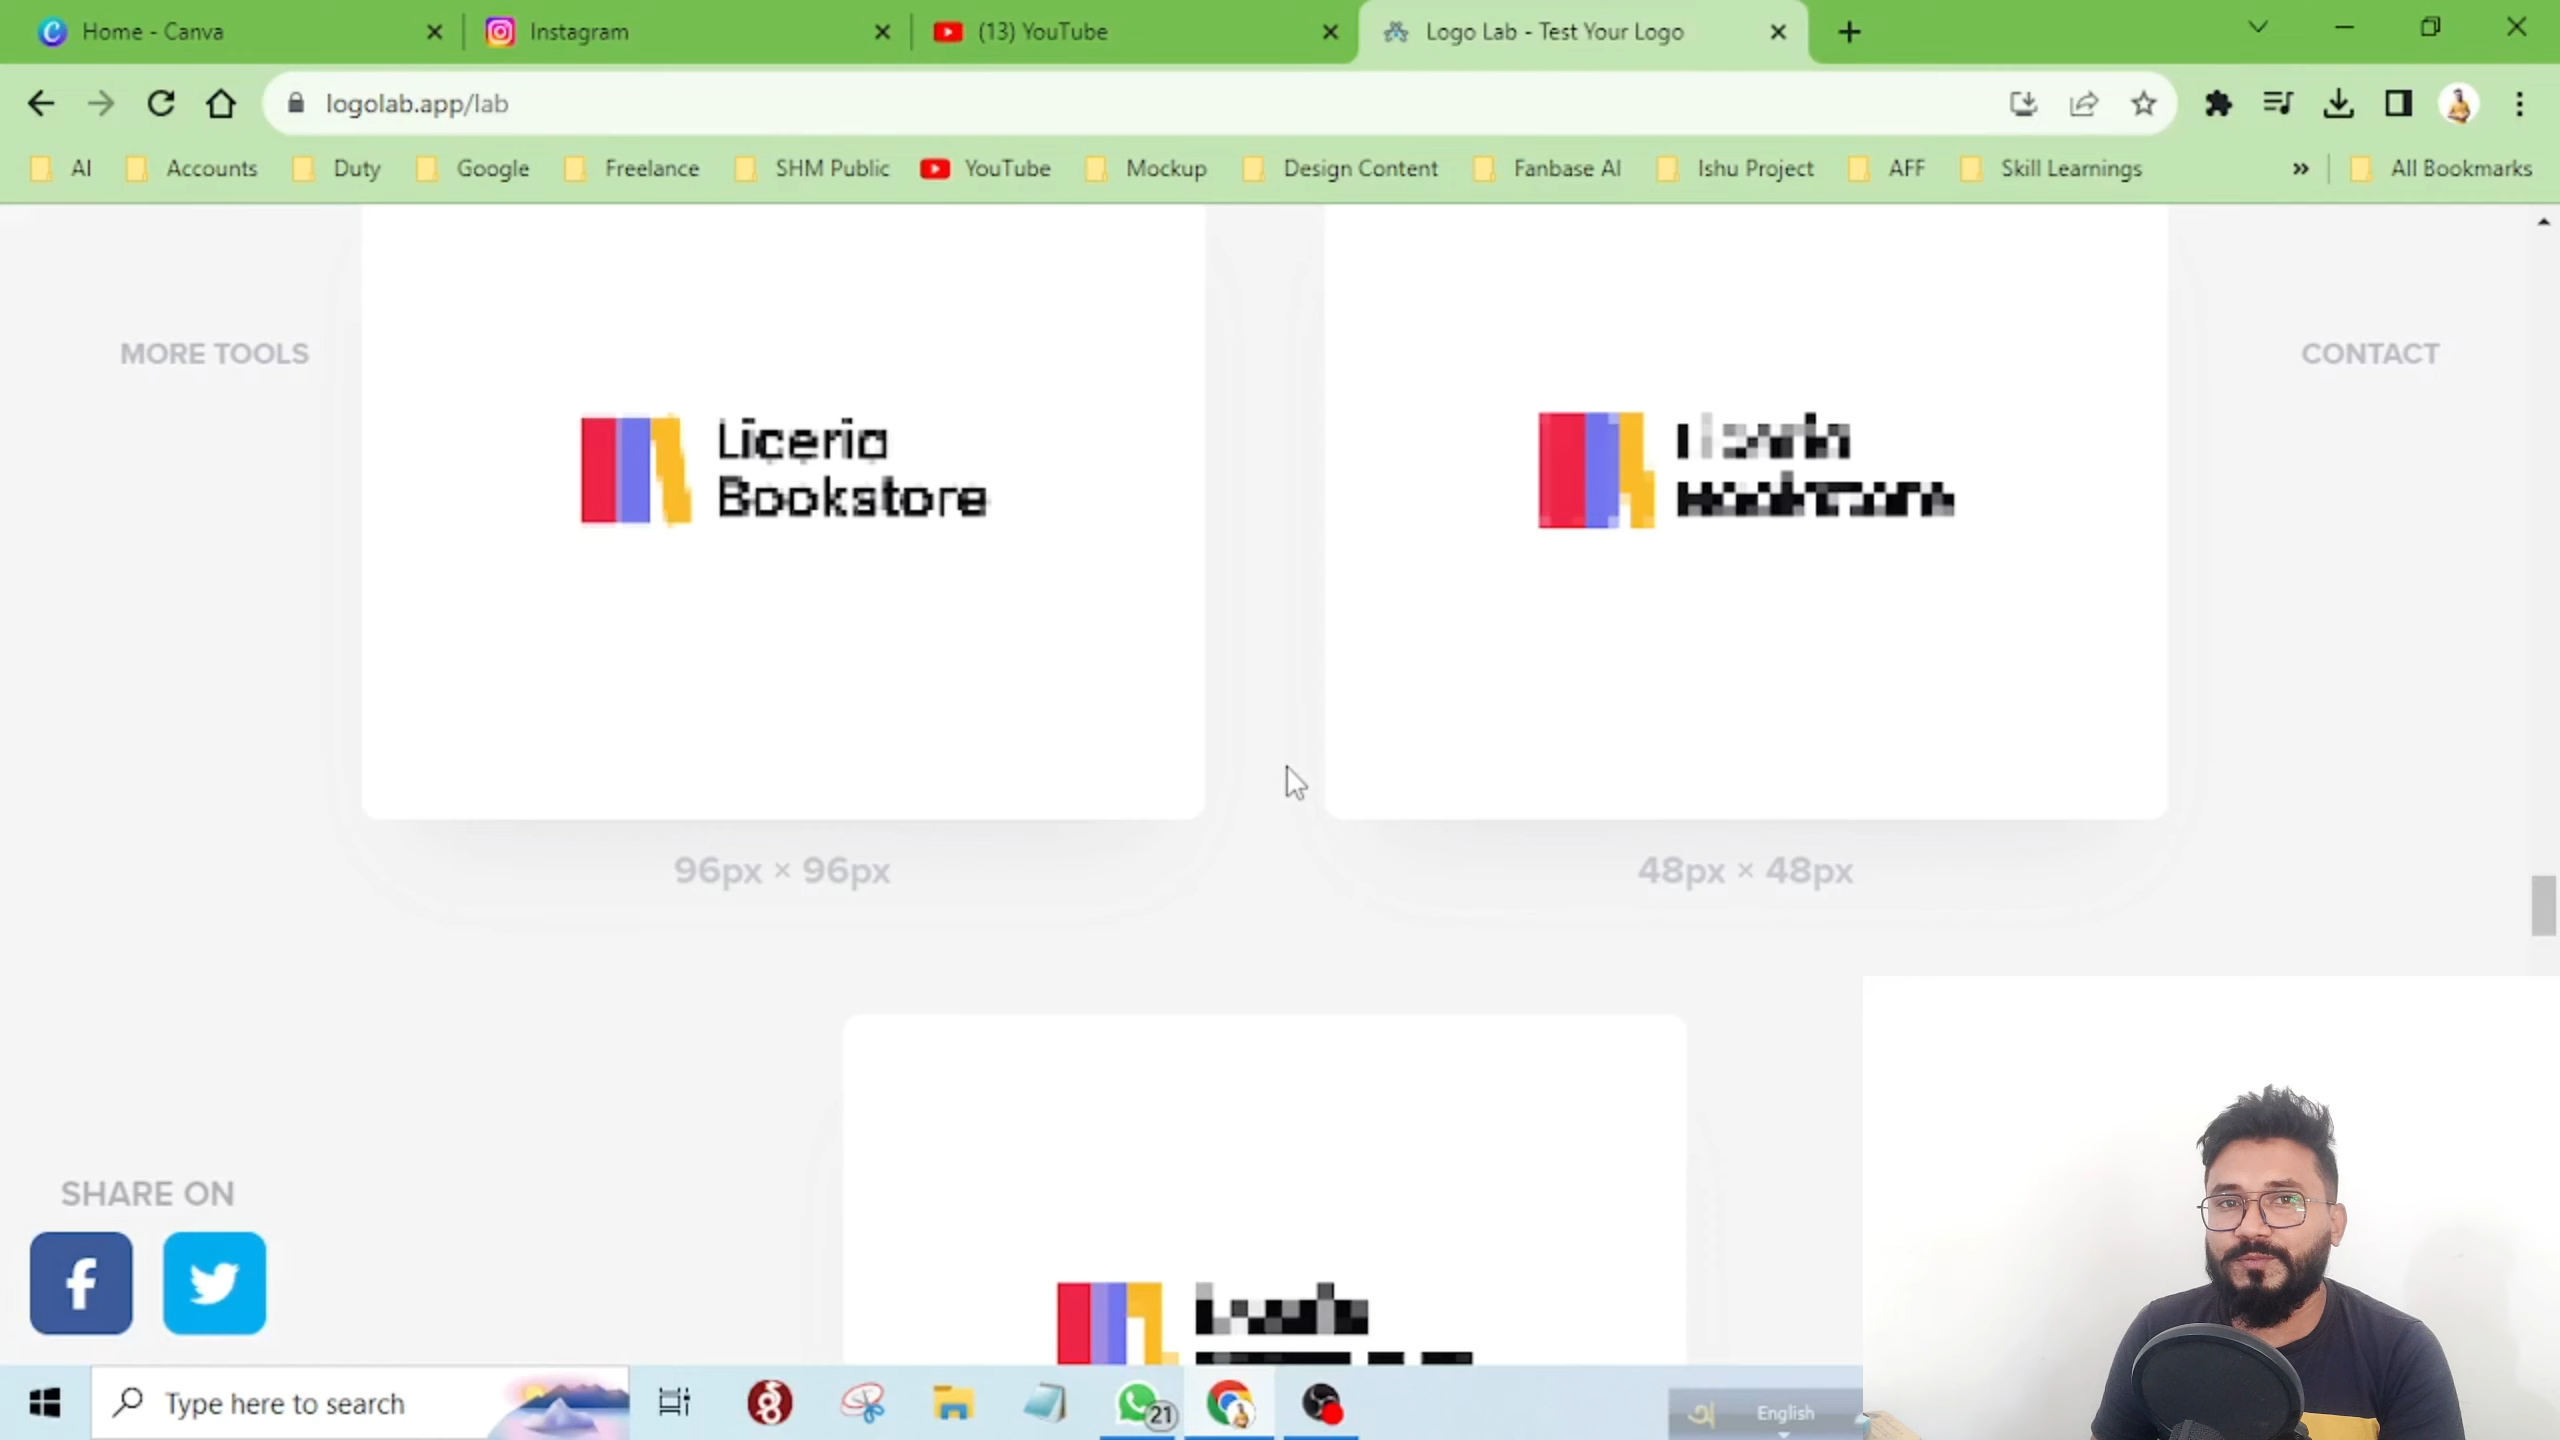 Home - Canva
Instagram
(13) YouTube
Logo Lab - Test Your Logo
logolab.app/lab
AI
Accounts
Duty
Google
Freelance
SHM Public
YouTube
Mockup
Design Content
Fanbase AI
Ishu Project
AFF
Skill Learnings
»
All Bookmarks
MORE TOOLS
CONTACT
Liceria
Bookstore
96px × 96px
48px × 48px
SHARE ON
Type here to search
21
English